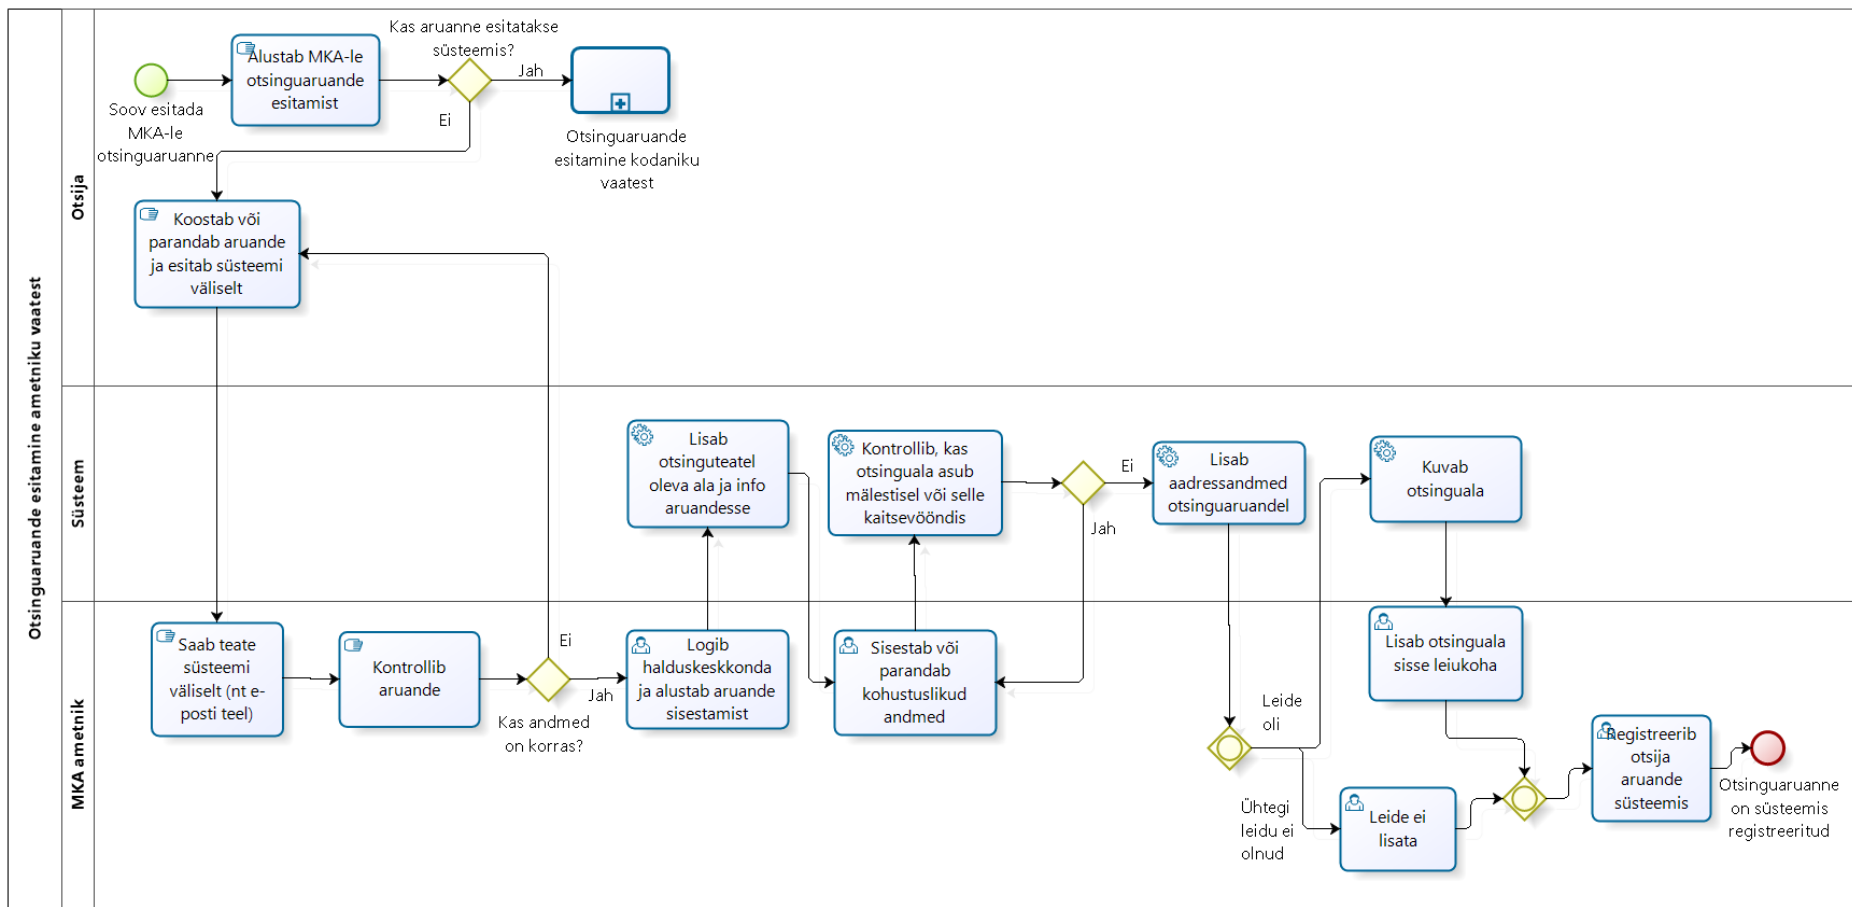 Otsinguaruande esitamine ametniku vaatest
Otsija
Soov esitada
MKA-le
otsinguaruanne
Alustab MKA-le
otsinguaruande
esitamist
Kas aruanne esitatakse
süsteemis?
Jah
Ei
Otsinguaruande
esitamine kodaniku
vaatest
Koostab või
parandab aruande
ja esitab süsteemi
väliselt
Süsteem
Lisab
otsinguteatel
oleva ala ja info
aruandesse
Kontrollib, kas
otsinguala asub
mälestisel või selle
kaitsevööndis
Ei
Jah
Lisab
aadressandmed
otsinguaruandel
Kuvab
otsinguala
MKA ametnik
Saab teate
süsteemi
väliselt (nt e-
posti teel)
Kontrollib
aruande
Ei
Jah
Kas andmed
on korras?
Logib
halduskeskkonda
ja alustab aruande
sisestamist
Sisestab või
parandab
kohustuslikud
andmed
Leide
oli
Ühtegi
leidu ei
olnud
Lisab otsinguala
sisse leiukoha
Leide ei
lisata
Registreerib
otsija
aruande
süsteemis
Otsinguaruanne
on süsteemis
registreeritud